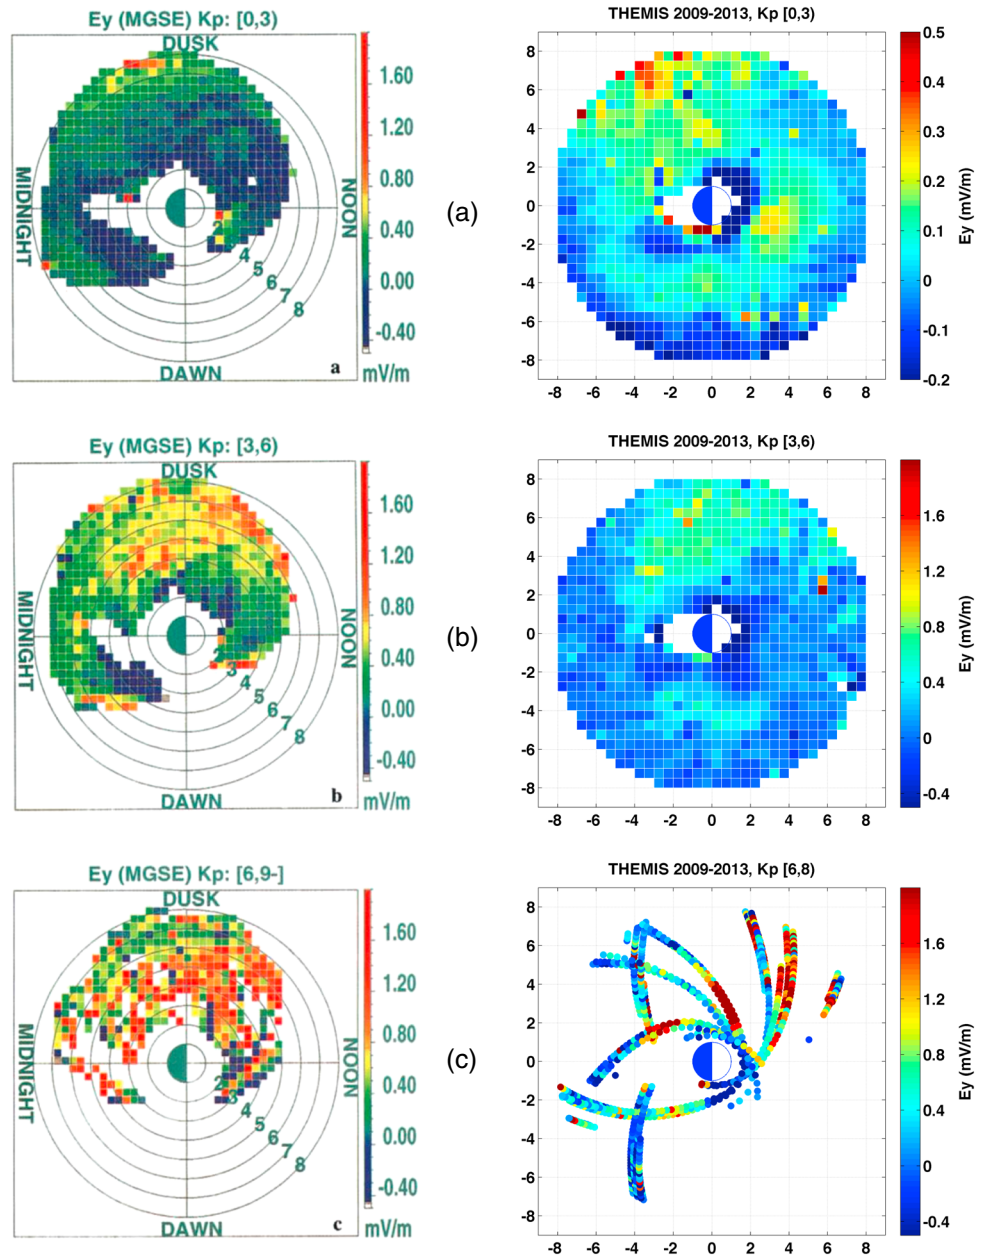 Ey (MGSE) Kp: [0,3)
DUSK
MIDNIGHT
NOON
2
3
4
5
6
7
8
DAWN
a
1.60
1.20
0.80
0.40
0.00
-0.40
mV/m
(a)
THEMIS 2009-2013, Kp [0,3)
8
6
4
2
0
-2
-4
-6
-8
-8 -6 -4 -2 0 2 4 6 8
0.5
0.4
0.3
0.2
0.1
0
-0.1
-0.2
Ey (mV/m)
Ey (MGSE) Kp: [3,6)
DUSK
MIDNIGHT
NOON
2
3
4
5
6
7
8
DAWN
b
1.60
1.20
0.80
0.40
0.00
-0.40
mV/m
(b)
THEMIS 2009-2013, Kp [3,6)
8
6
4
2
0
-2
-4
-6
-8
-8 -6 -4 -2 0 2 4 6 8
1.6
1.2
0.8
0.4
0
-0.4
Ey (mV/m)
Ey (MGSE) Kp: [6,9-]
DUSK
MIDNIGHT
NOON
2
3
4
5
6
7
8
DAWN
c
1.60
1.20
0.80
0.40
0.00
-0.40
mV/m
(c)
THEMIS 2009-2013, Kp [6,8)
8
6
4
2
0
-2
-4
-6
-8
-8 -6 -4 -2 0 2 4 6 8
1.6
1.2
0.8
0.4
0
-0.4
Ey (mV/m)